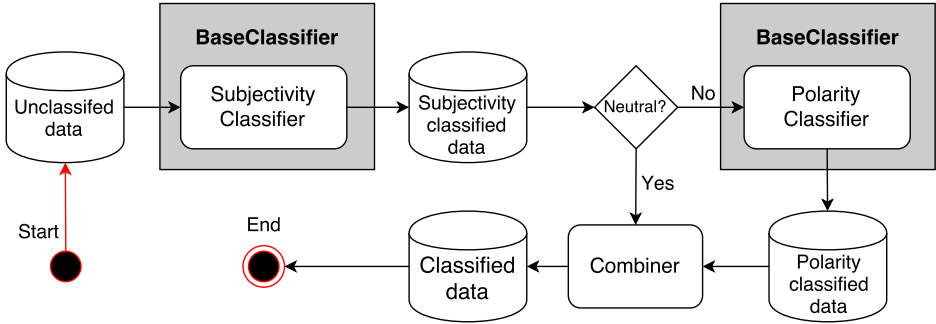 BaseClassifier
BaseClassifier
Unclassifed
data
Subjectivity
Classifier
Subjectivity
classified
data
Neutral?
No
Polarity
Classifier
Yes
Start
End
Classified
data
Combiner
Polarity
classified
data